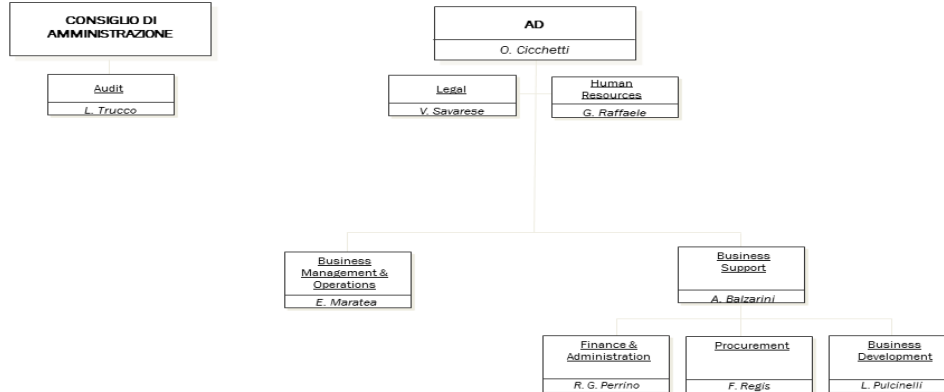 CONSIGLIO DI
AMMINISTRAZIONE
AD
O. Cicchetti
Audit
L. Trucco
Legal
V. Savarese
Human
Resources
G. Raffaele
Business
Management &
Operations
E. Maratea
Business
Support
A. Balzarini
Finance &
Administration
R. G. Perrino
Procurement
F. Regis
Business
Development
L. Pulcinelli